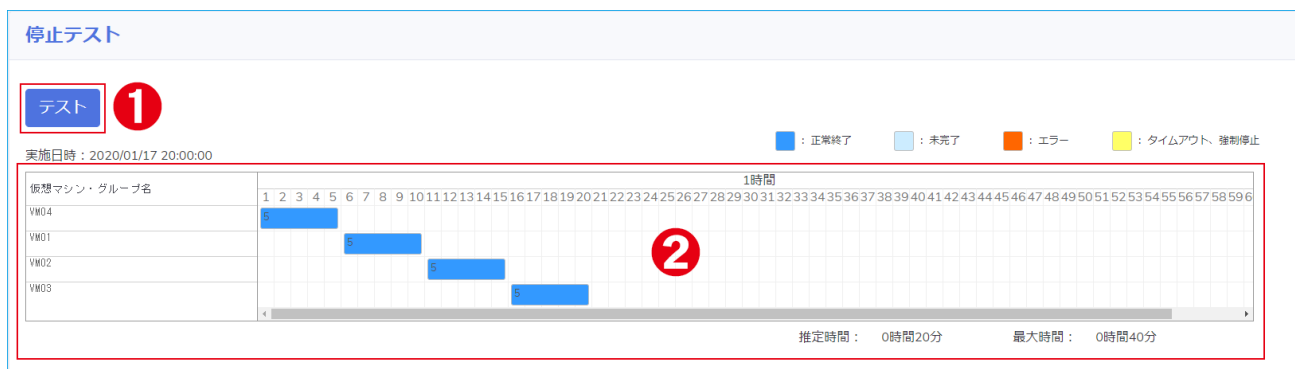 停止テスト
テスト
1
：正常終了 ：未完了 ：エラー ：タイムアウト、強制停止
実施日時：2020/01/17 20:00:00
仮想マシン・グループ名
1時間
1 2 3 4 5 6 7 8 9 10 11 12 13 14 15 16 17 18 19 20 21 22 23 24 25 26 27 28 29 30 31 32 33 34 35 36 37 38 39 40 41 42 43 44 45 46 47 48 49 50 51 52 53 54 55 56 57 58 59 6
VM04 5
VM01 5
2
VM02 5
VM03 5
推定時間： 0時間20分 最大時間： 0時間40分